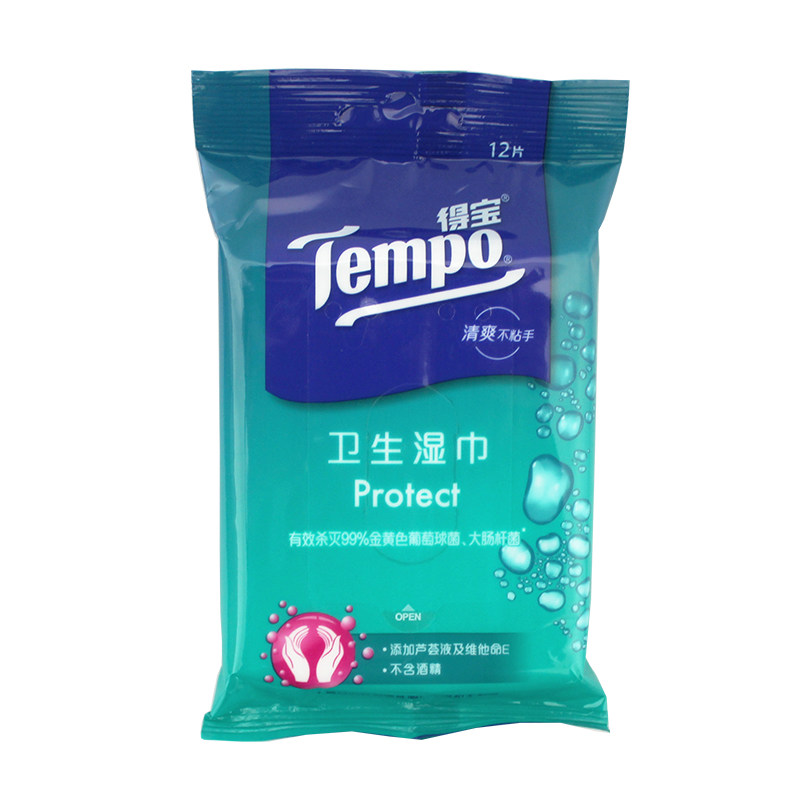 12片
得宝®
Tempo®
清爽不粘手
卫生湿巾
Protect
有效杀灭99%金黄色葡萄球菌、大肠杆菌*
OPEN
·添加芦荟液及维他命E
·不含酒精